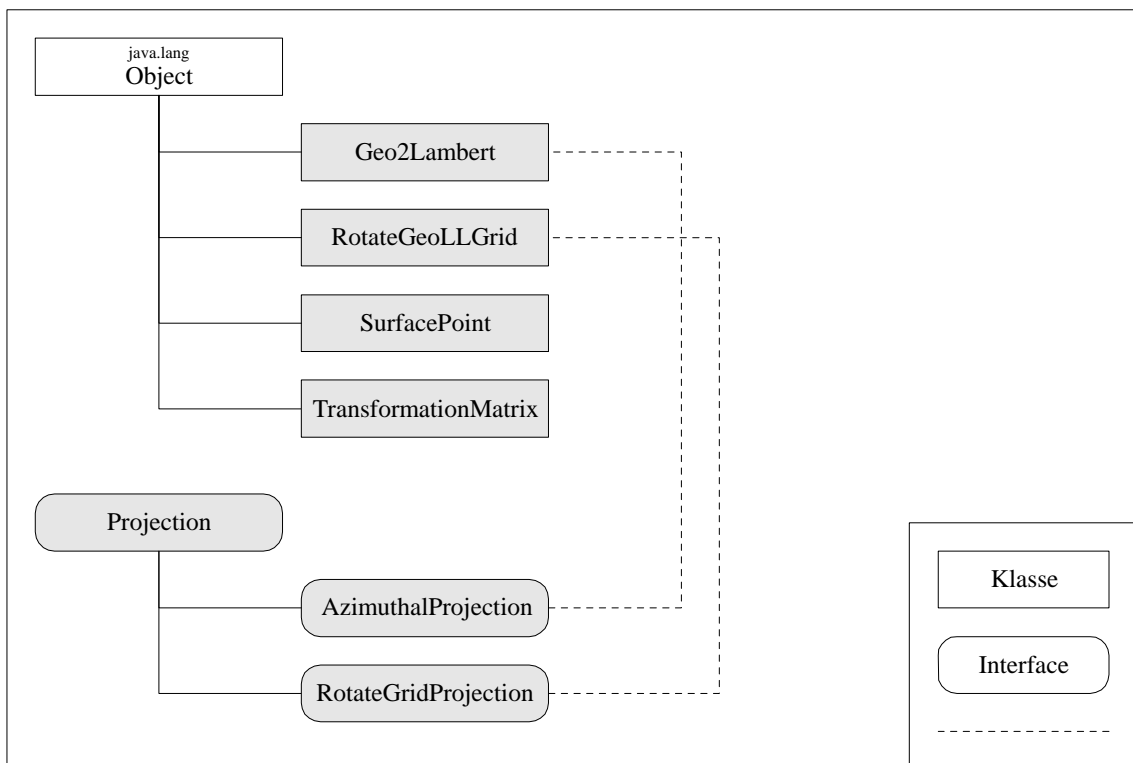 java.lang
Object
Geo2Lambert
RotateGeoLLGrid
SurfacePoint
TransformationMatrix
Projection
AzimuthalProjection
RotateGridProjection
Klasse
Interface